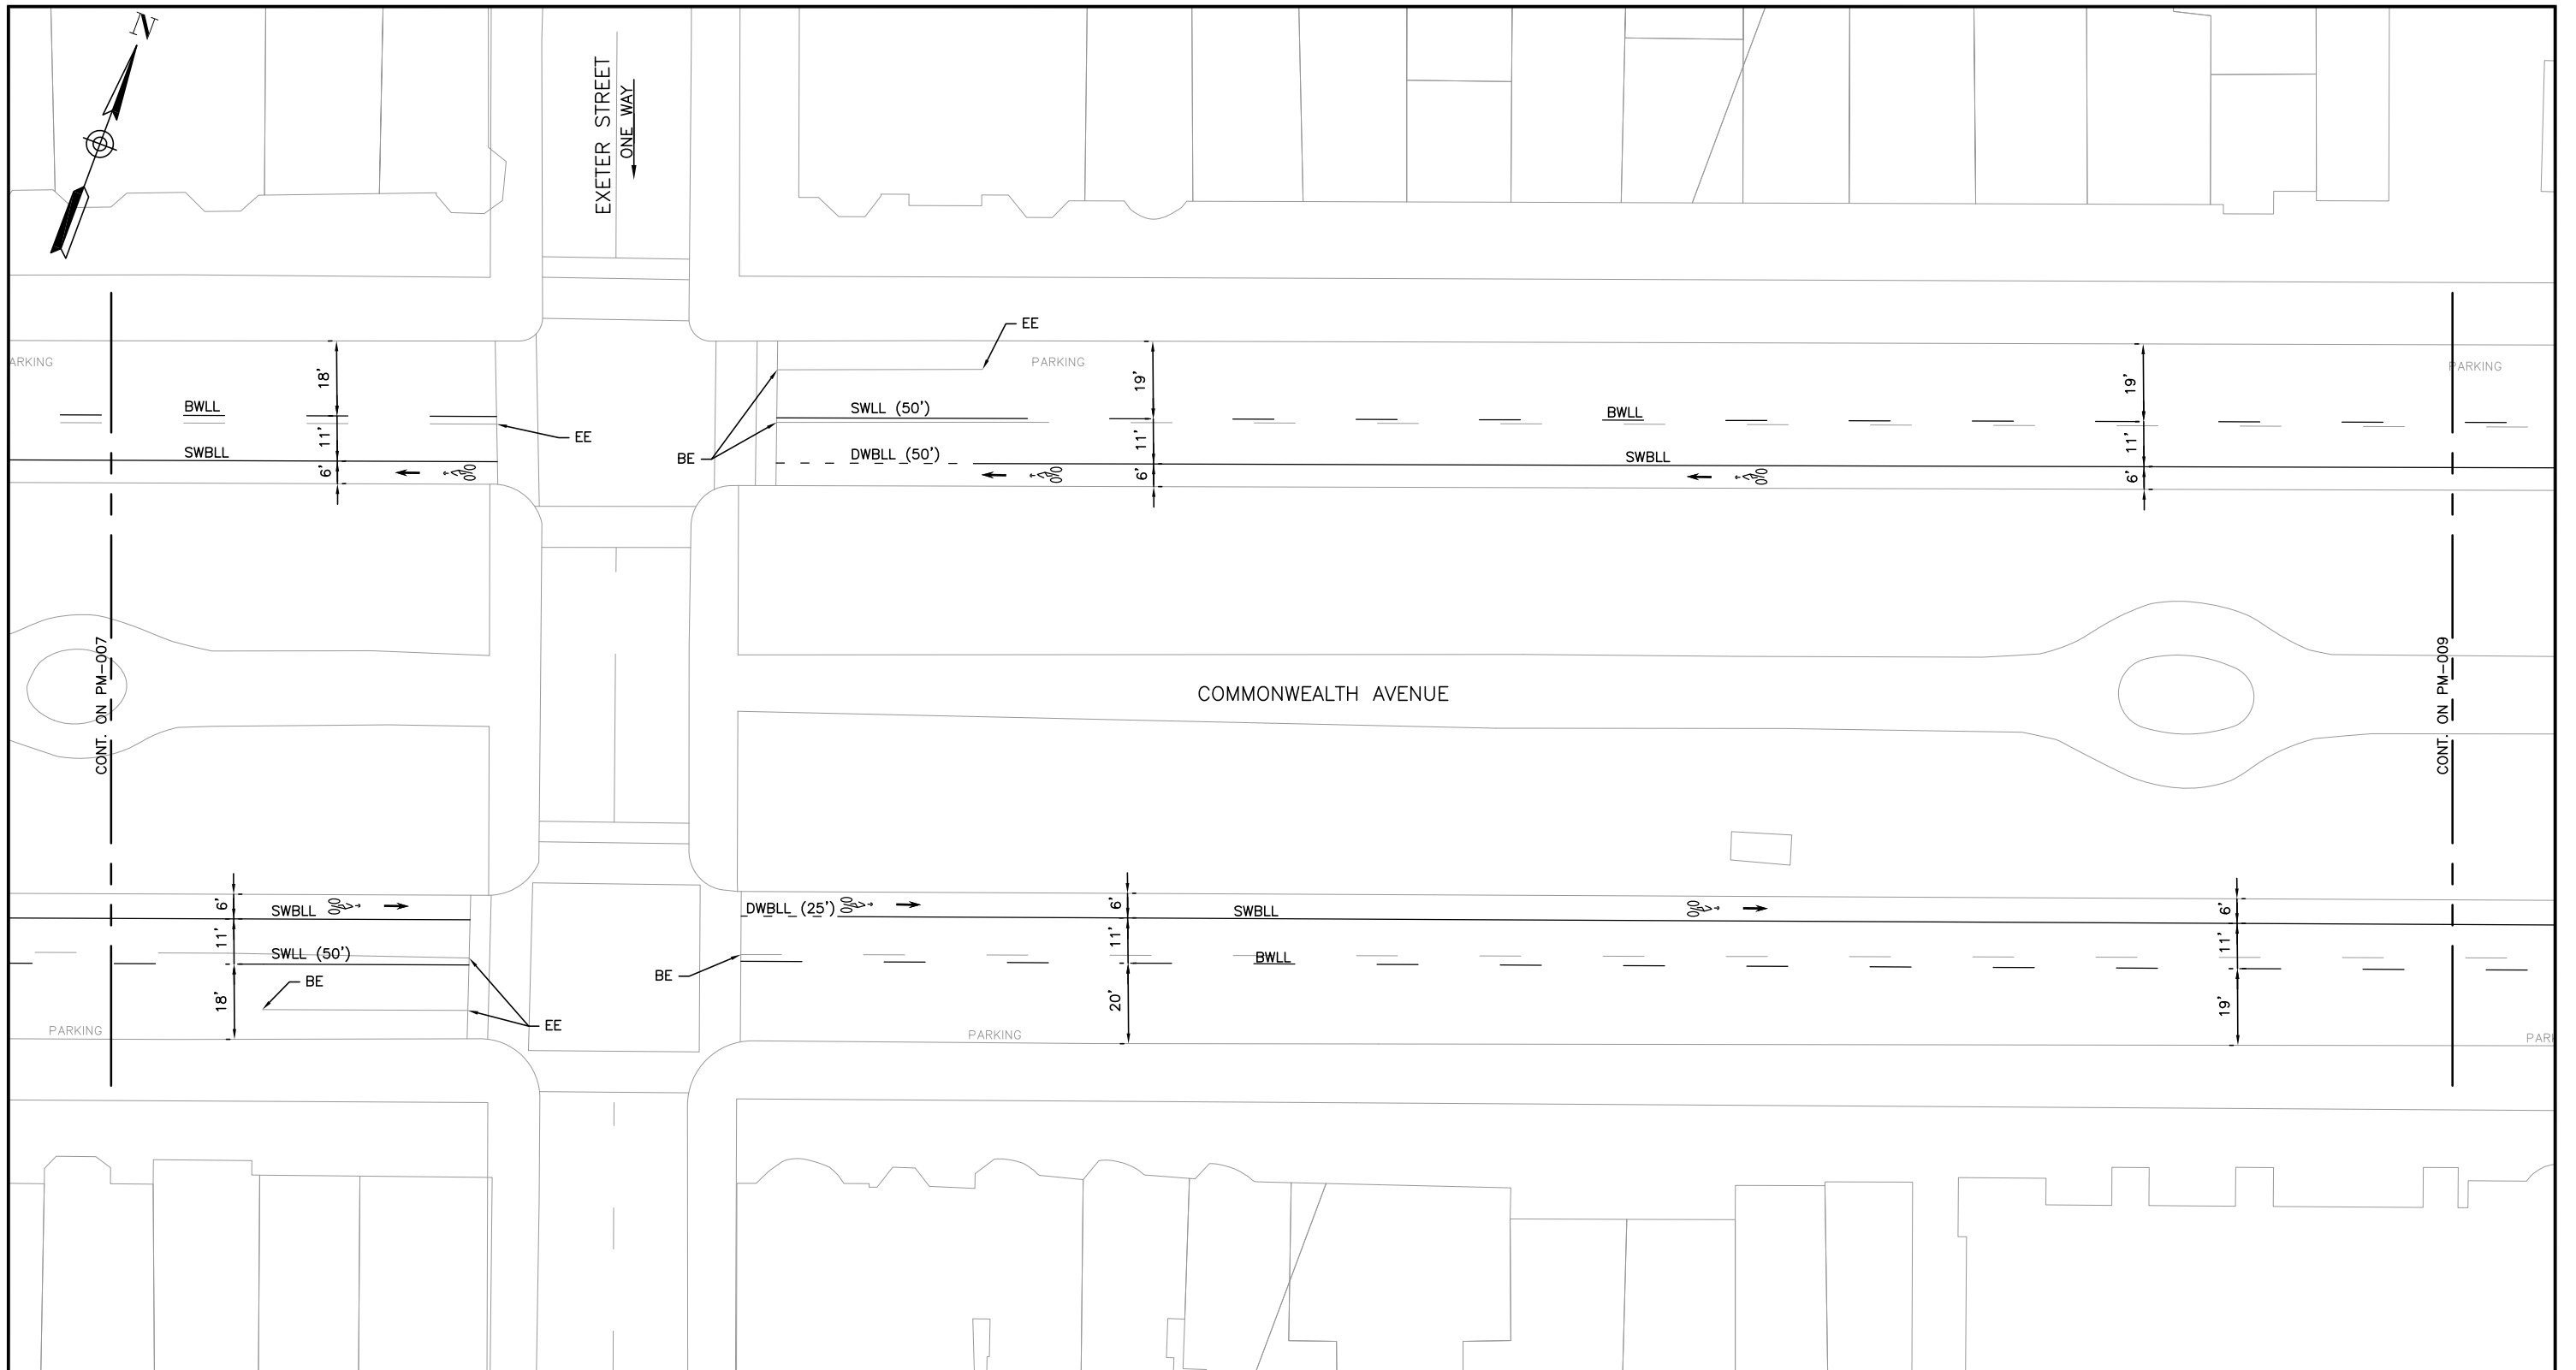 N
EXETER STREET
ONE WAY
EE
ARKING
PARKING
PARKING
18'
19'
19'
BWLL
SWLL (50')
BWLL
EE
11'
11'
11'
BE
SWBLL
DWBLL (50')
SWBLL
6'
6'
6'
CONT. ON PM-007
COMMONWEALTH AVENUE
CONT. ON PM-009
6'
SWBLL
DWBLL (25')
6'
SWBLL
6'
11'
11'
11'
SWLL (50')
BWLL
BE
BE
18'
20'
19'
EE
PARKING
PARKING
PAR